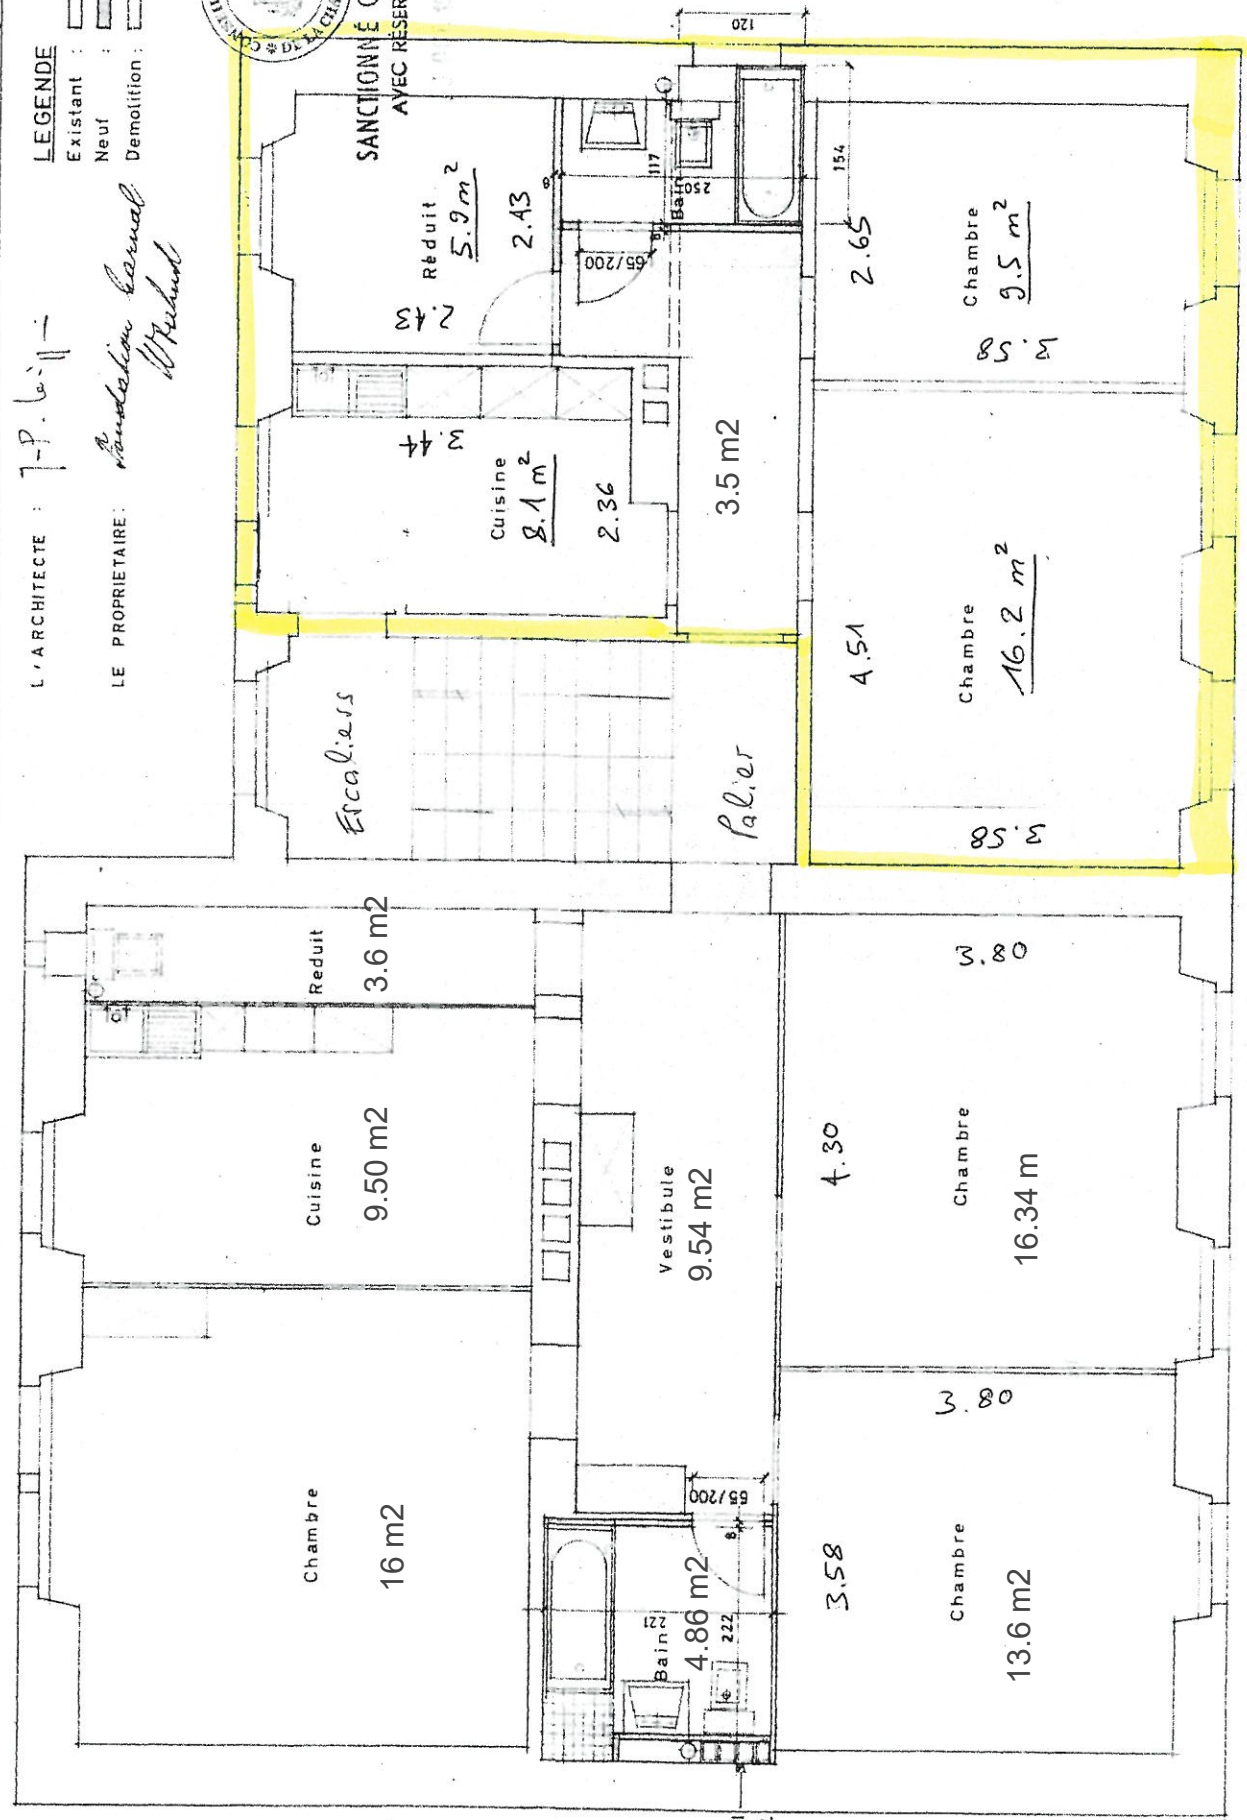 L'ARCHITECTE :
LE PROPRIETAIRE:
LEGENDE
Existant :
Neuf :
Demolition :
SANCTIONNÉ
AVEC RÉSER
Chambre
16 m2
Cuisine
9.50 m2
Reduit
3.6 m2
Escaliers
Palier
Cuisine
8.1 m²
2.36
3.44
Réduit
5.9 m²
2.43
2.43
8
65/200
8
117
Bain
250
120
154
3.5 m2
Bain
4.86 m2
221
222
8
65/200
Vestibule
9.54 m2
3.58
3.80
Chambre
13.6 m2
4.30
3.80
Chambre
16.34 m
4.51
3.58
Chambre
16.2 m²
2.65
3.58
Chambre
9.5 m²